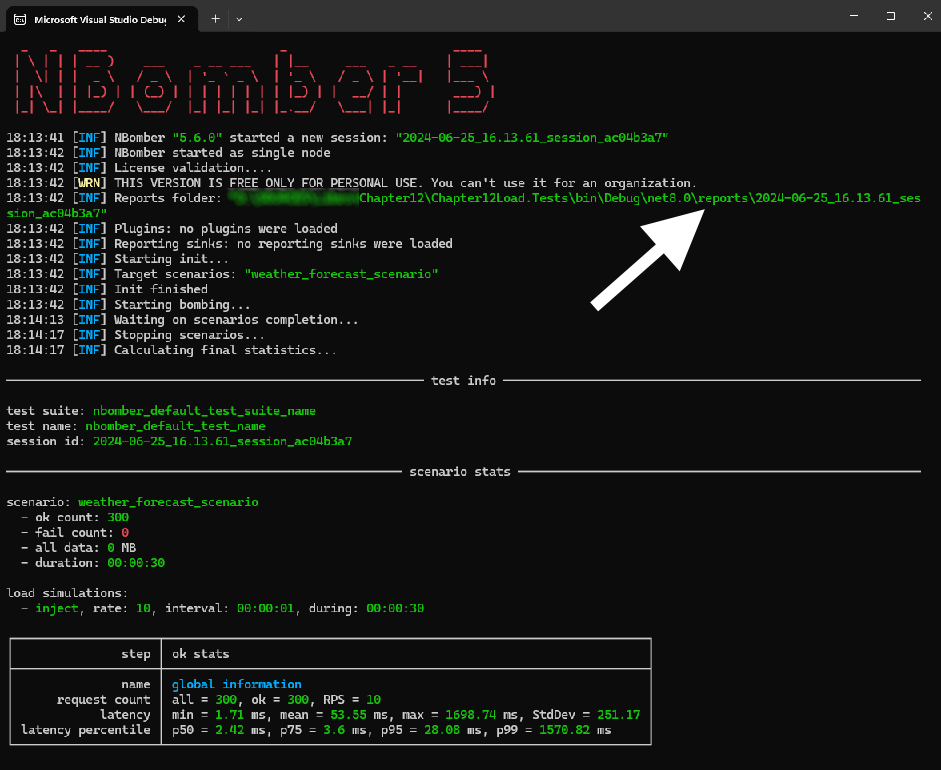 Microsoft Visual Studio Debug
NBomber 5
18:13:41 [INF] NBomber "5.6.0" started a new session: "2024-06-25_16.13.61_session_ac04b3a7"
18:13:42 [INF] NBomber started as single node
18:13:42 [INF] License validation....
18:13:42 [WRN] THIS VERSION IS FREE ONLY FOR PERSONAL USE. You can't use it for an organization.
18:13:42 [INF] Reports folder: Chapter12\Chapter12Load.Tests\bin\Debug\net8.0\reports\2024-06-25_16.13.61_ses
sion_ac04b3a7"
18:13:42 [INF] Plugins: no plugins were loaded
18:13:42 [INF] Reporting sinks: no reporting sinks were loaded
18:13:42 [INF] Starting init...
18:13:42 [INF] Target scenarios: "weather_forecast_scenario"
18:13:42 [INF] Init finished
18:13:42 [INF] Starting bombing...
18:14:13 [INF] Waiting on scenarios completion...
18:14:17 [INF] Stopping scenarios...
18:14:17 [INF] Calculating final statistics...
test info
test suite: nbomber_default_test_suite_name
test name: nbomber_default_test_name
session id: 2024-06-25_16.13.61_session_ac04b3a7
scenario stats
scenario: weather_forecast_scenario
- ok count: 300
- fail count: 0
- all data: 0 MB
- duration: 00:00:30
load simulations:
- inject, rate: 10, interval: 00:00:01, during: 00:00:30
step ok stats
name global information
request count all = 300, ok = 300, RPS = 10
latency min = 1.71 ms, mean = 53.55 ms, max = 1698.74 ms, StdDev = 251.17
latency percentile p50 = 2.42 ms, p75 = 3.6 ms, p95 = 28.08 ms, p99 = 1570.82 ms